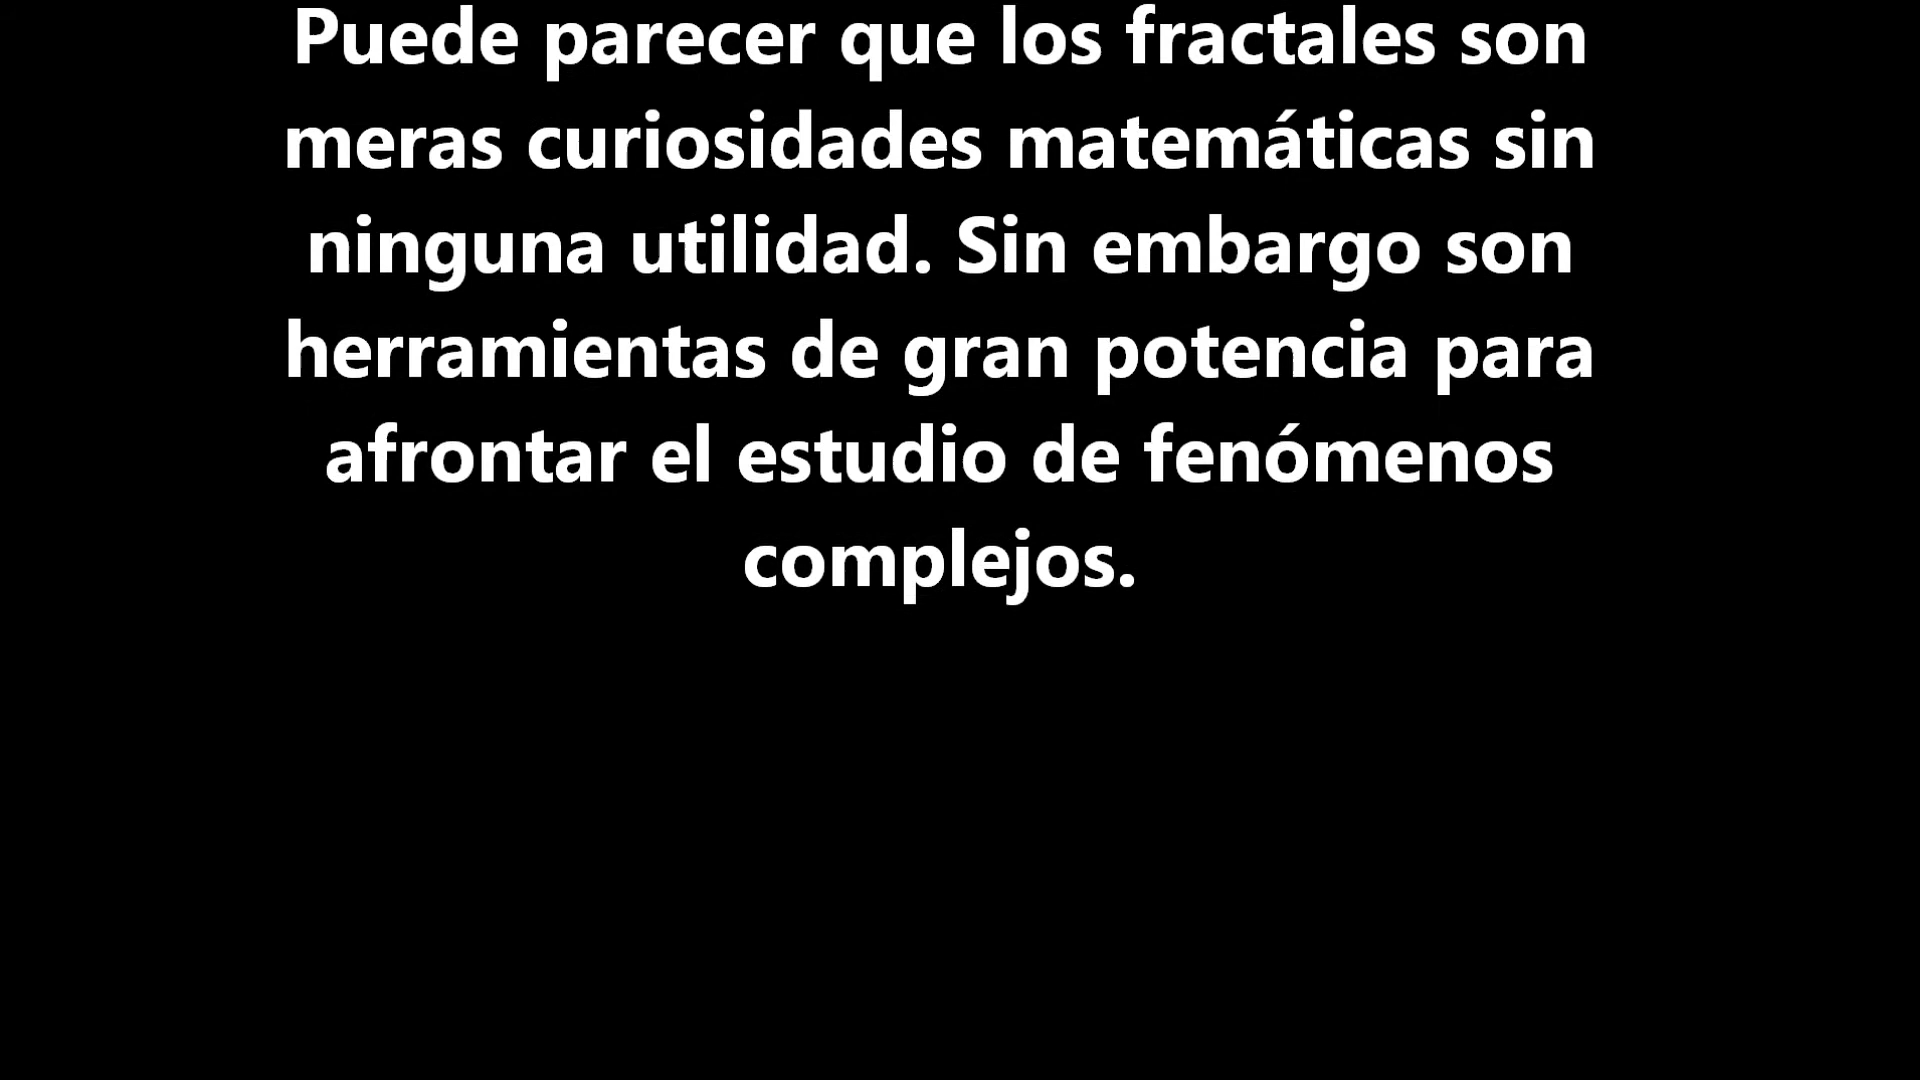 Puede parecer que los fractales son
meras curiosidades matemáticas sin
ninguna utilidad. Sin embargo son
herramientas de gran potencia para
afrontar el estudio de fenómenos
complejos.